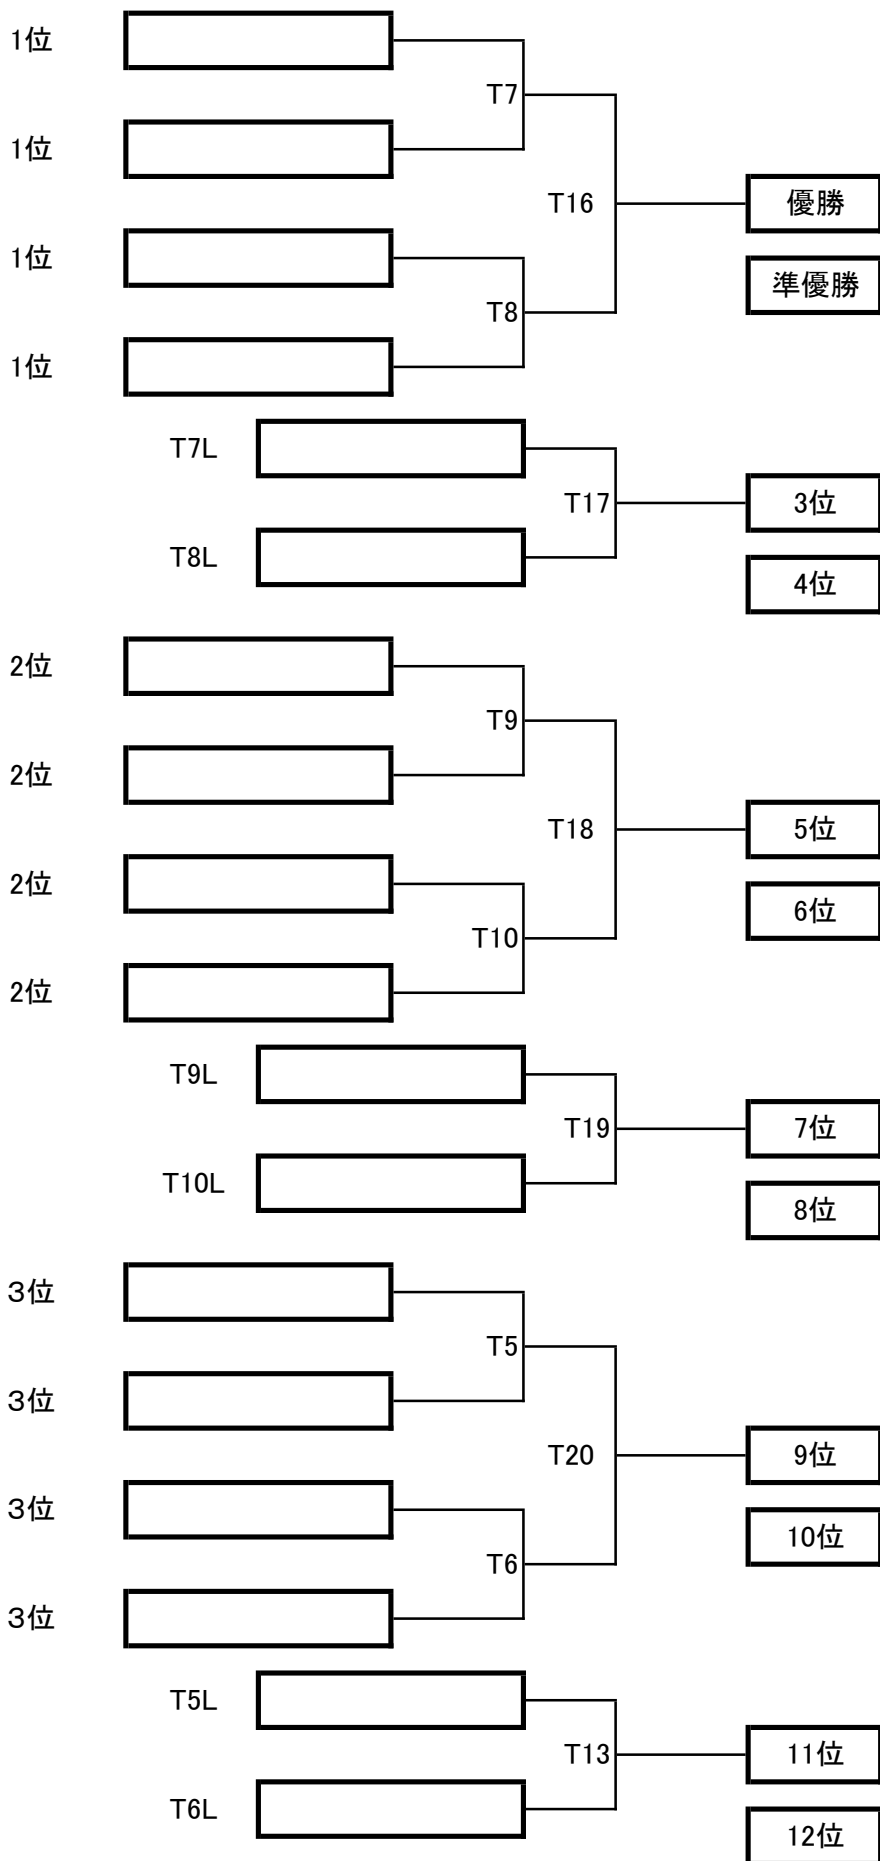 1位
T7
1位
T16
優勝
1位
準優勝
T8
1位
T7L
T17
3位
T8L
4位
2位
T9
2位
T18
5位
2位
6位
T10
2位
T9L
T19
7位
T10L
8位
３位
T5
３位
T20
9位
３位
10位
T6
３位
T5L
T13
11位
T6L
12位